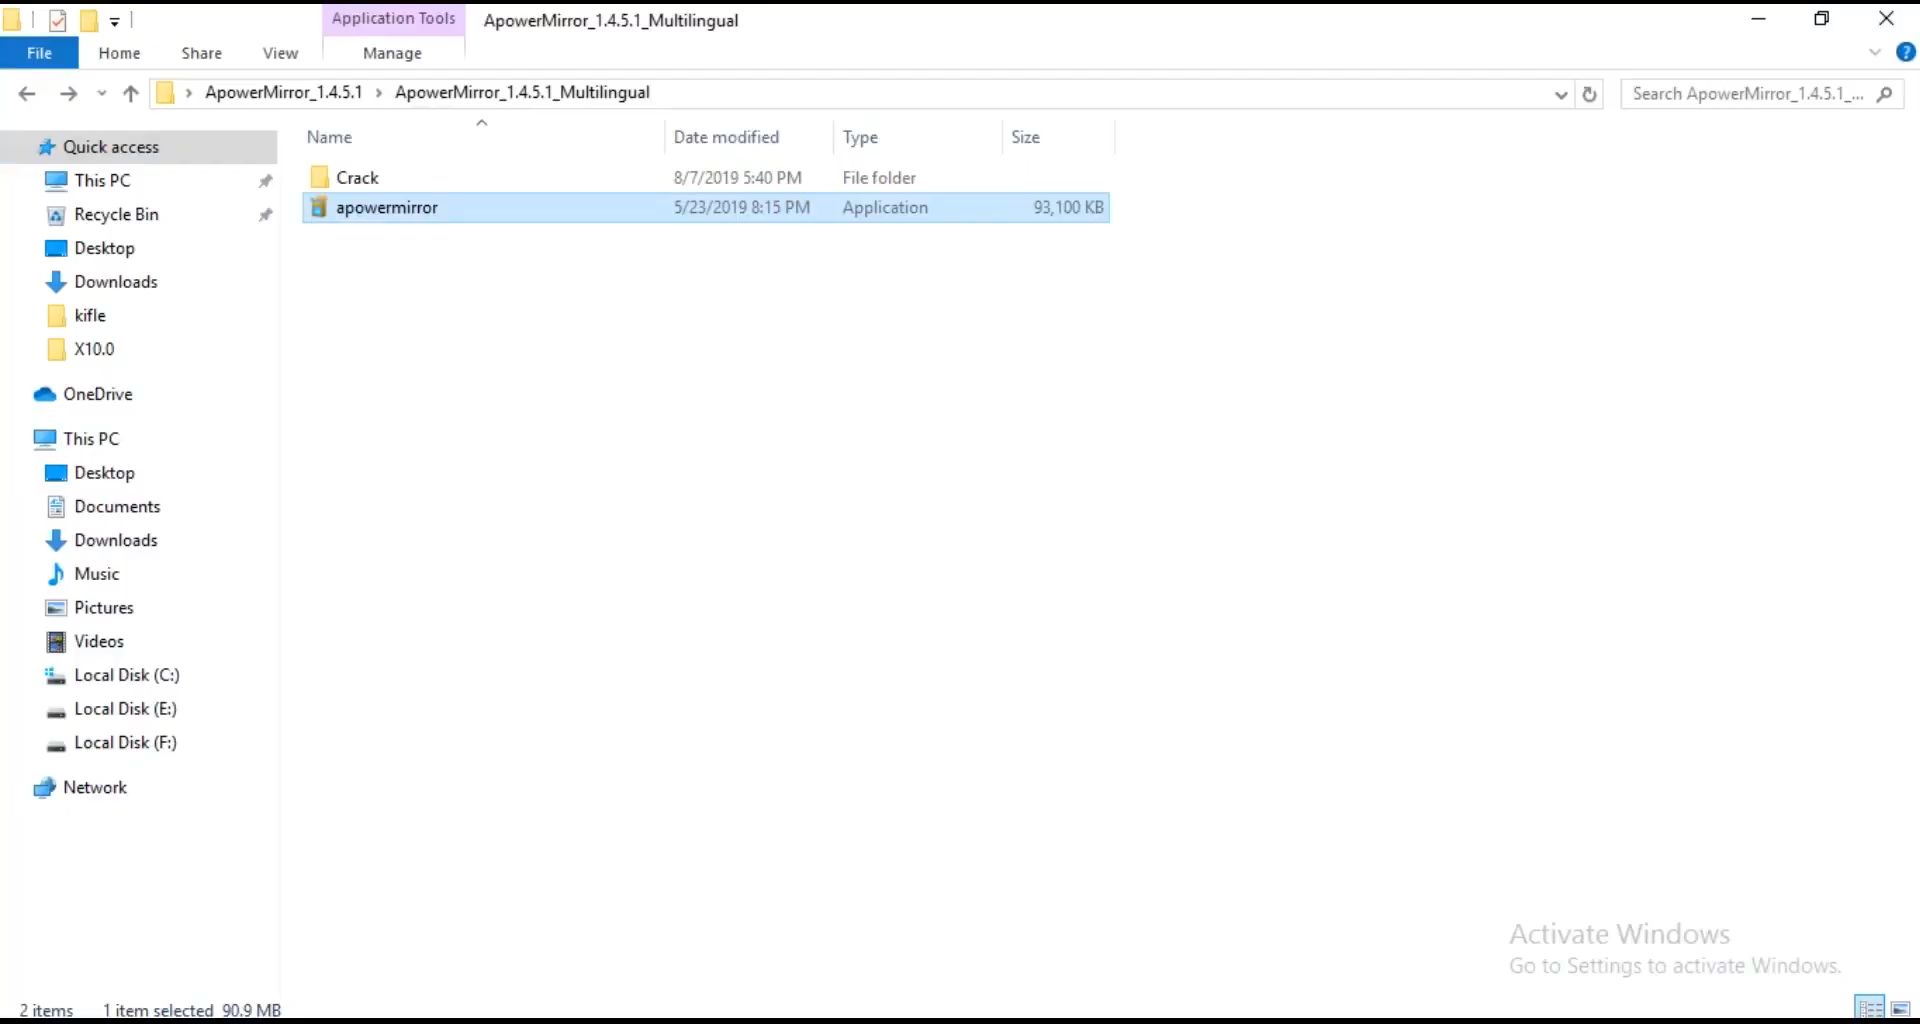 Application Tools
ApowerMirror_1.4.5.1_Multilingual
File
Home
Share
View
Manage
?
ApowerMirror_1.4.5.1
ApowerMirror_1.4.5.1_Multilingual
Search ApowerMirror_1.4.5.1_...
Name
Date modified
Type
Size
Crack
8/7/2019 5:40 PM
File folder
apowermirror
5/23/2019 8:15 PM
Application
93,100 KB
Quick access
This PC
Recycle Bin
Desktop
Downloads
kifle
X10.0
OneDrive
This PC
Desktop
Documents
Downloads
Music
Pictures
Videos
Local Disk (C:)
Local Disk (E:)
Local Disk (F:)
Network
Activate Windows
Go to Settings to activate Windows.
2 items
1 item selected 90.9 MB